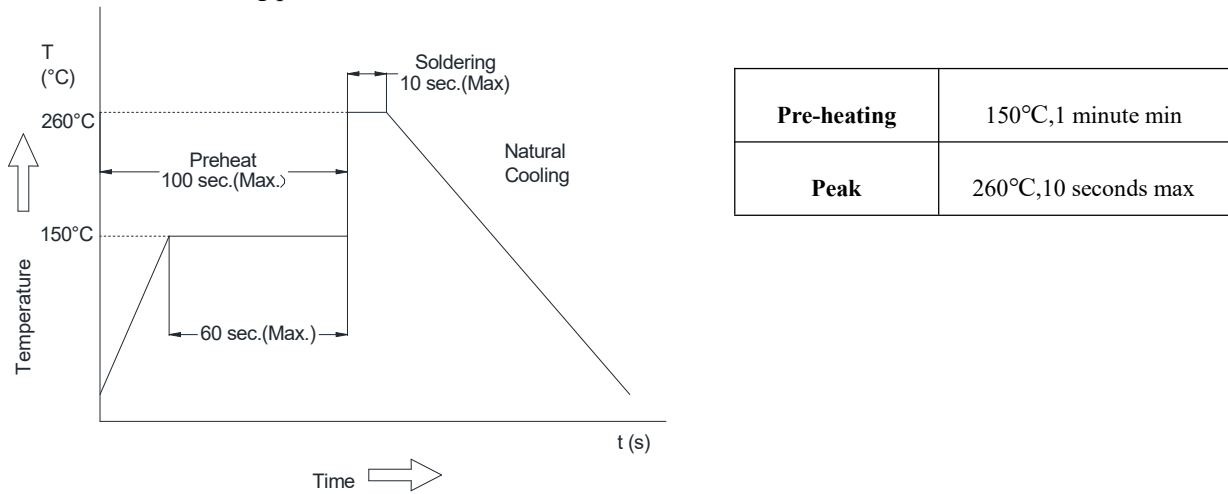 T
(°C)
Soldering
10 sec.(Max)
260°C
Preheat
100 sec.(Max.)
Natural
Cooling
150°C
60 sec.(Max.)
Temperature
t (s)
Time
Pre-heating 150℃,1 minute min
Peak 260℃,10 seconds max